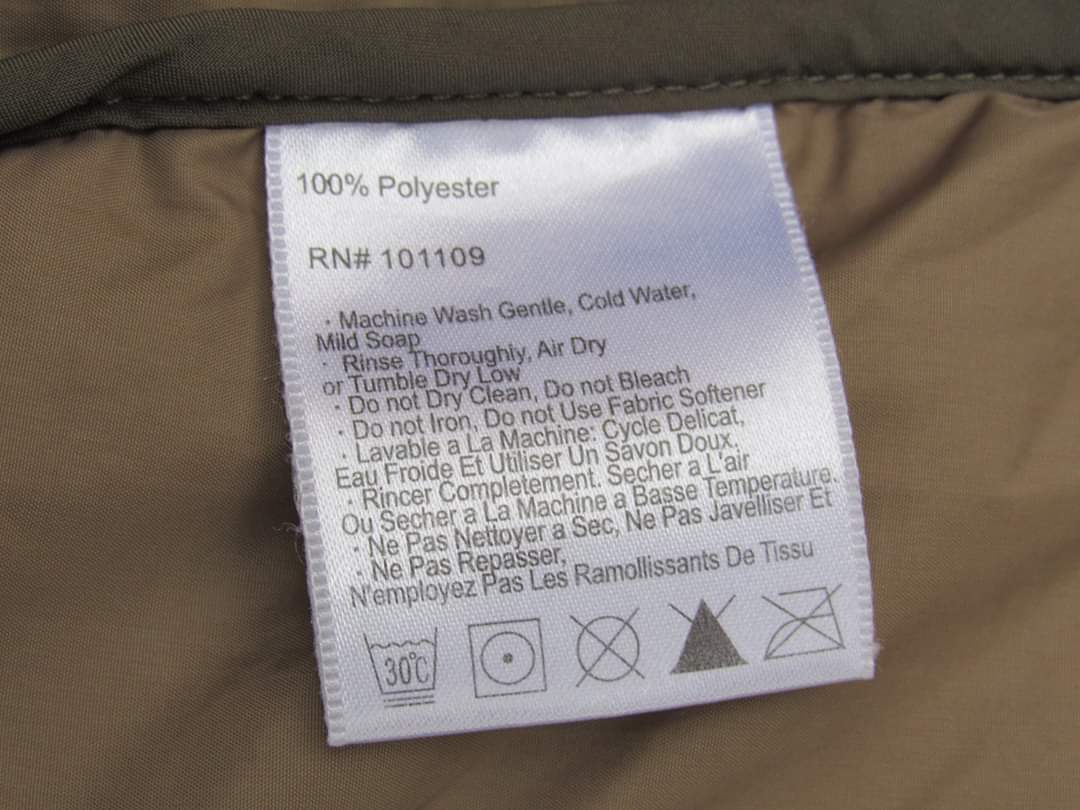 100% Polyester
RN# 101109
· Machine Wash Gentle, Cold Water,
Mild Soap
· Rinse Thoroughly, Air Dry
or Tumble Dry Low
· Do not Dry Clean, Do not Bleach
· Do not Iron, Do not Use Fabric Softener
· Lavable a La Machine: Cycle Delicat,
Eau Froide Et Utiliser Un Savon Doux,
· Rincer Completement. Secher a L'air
Ou Secher a La Machine a Basse Temperature.
· Ne Pas Nettoyer a Sec, Ne Pas Javelliser Et
· Ne Pas Repasser,
N'employez Pas Les Ramollissants De Tissu
30℃